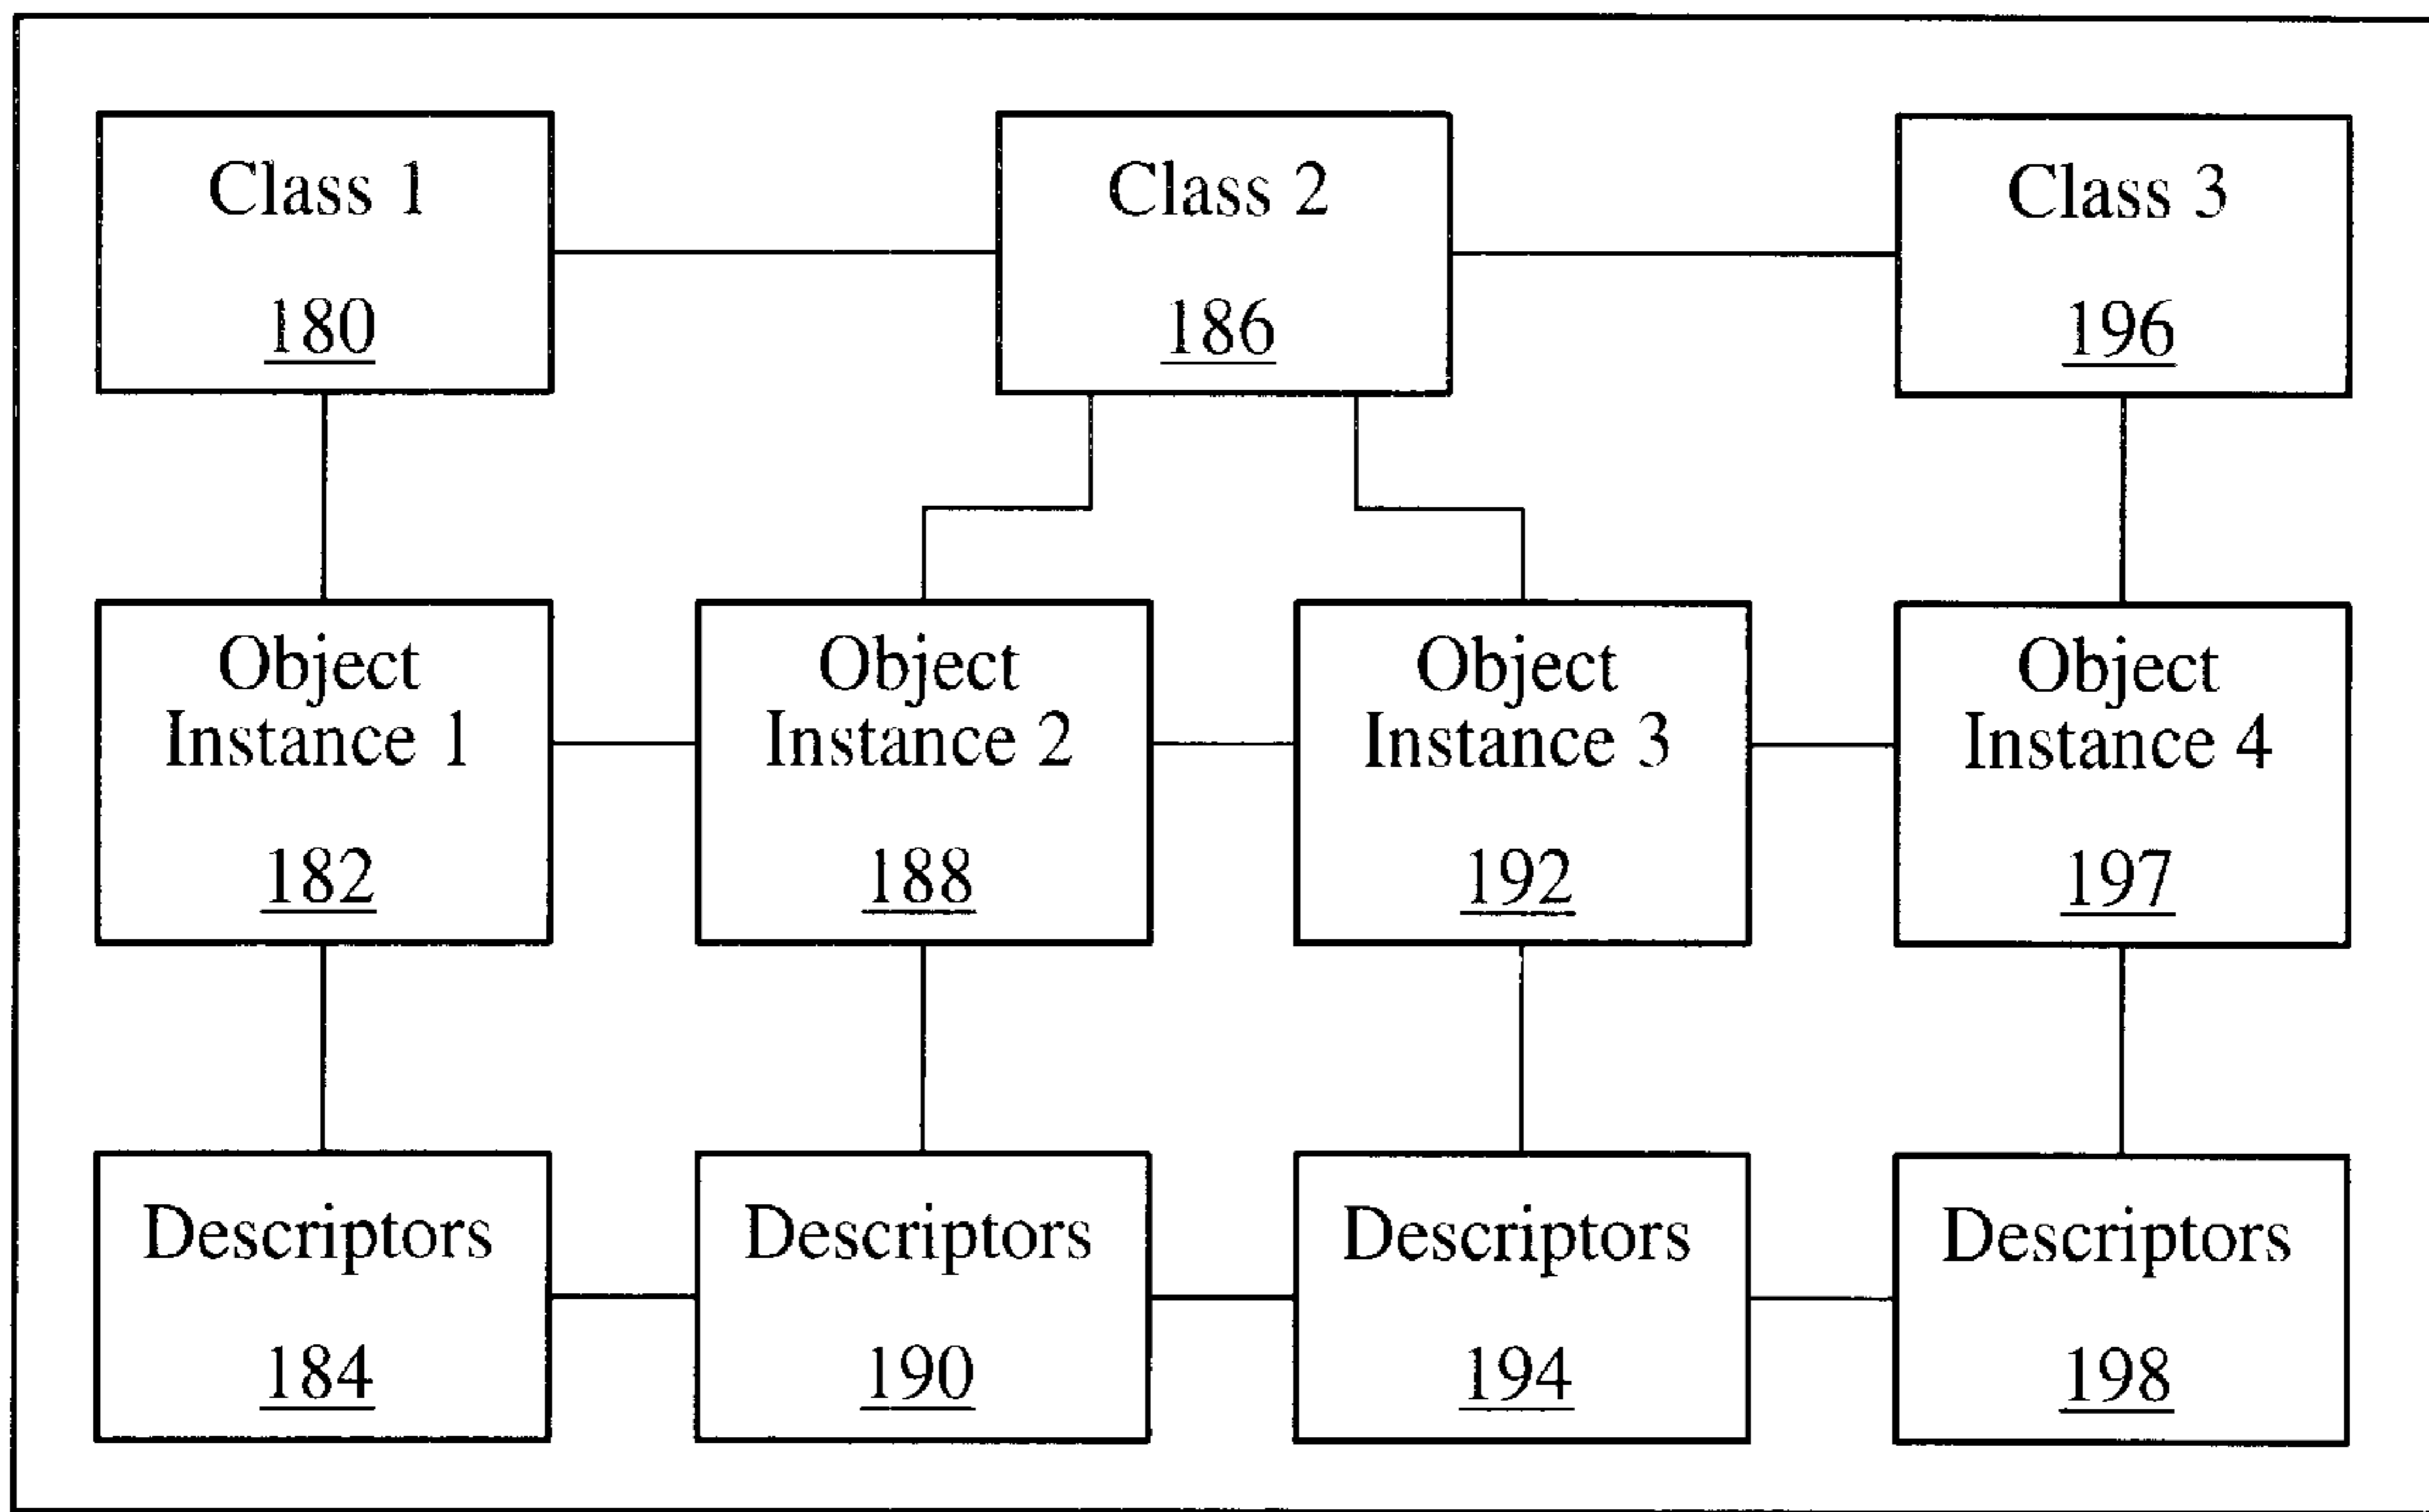 Class 1
180
Class 2
186
Class 3
196
Object
Instance 1
182
Object
Instance 2
188
Object
Instance 3
192
Object
Instance 4
197
Descriptors
184
Descriptors
190
Descriptors
194
Descriptors
198